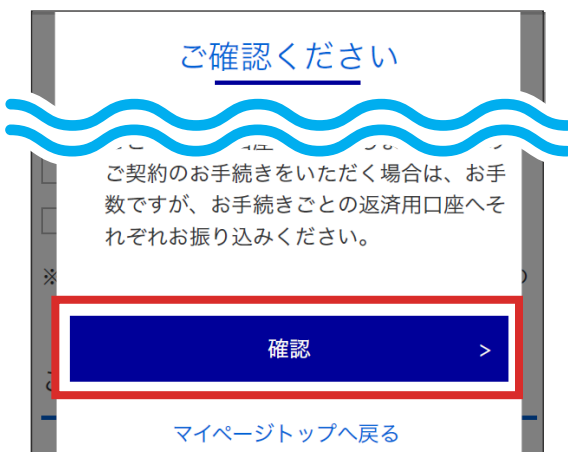 ご確認ください
ご契約のお手続きをいただく場合は、お手
数ですが、お手続きごとの返済用口座へそ
れぞれお振り込みください。
※
確認 >
マイページトップへ戻る